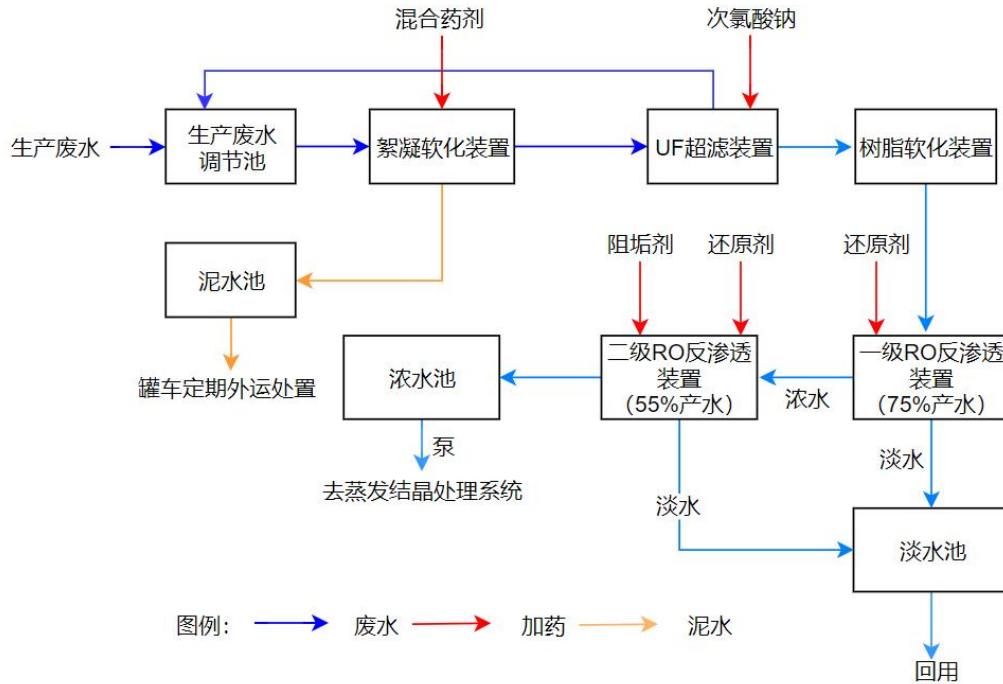 混合药剂
次氯酸钠
生产废水
生产废水
调节池
絮凝软化装置
UF超滤装置
树脂软化装置
阻垢剂
还原剂
还原剂
泥水池
罐车定期外运处置
浓水池
二级RO反渗透
装置
（55%产水）
浓水
一级RO反渗透
装置
（75%产水）
泵
去蒸发结晶处理系统
淡水
淡水
淡水池
图例：
废水
加药
泥水
回用